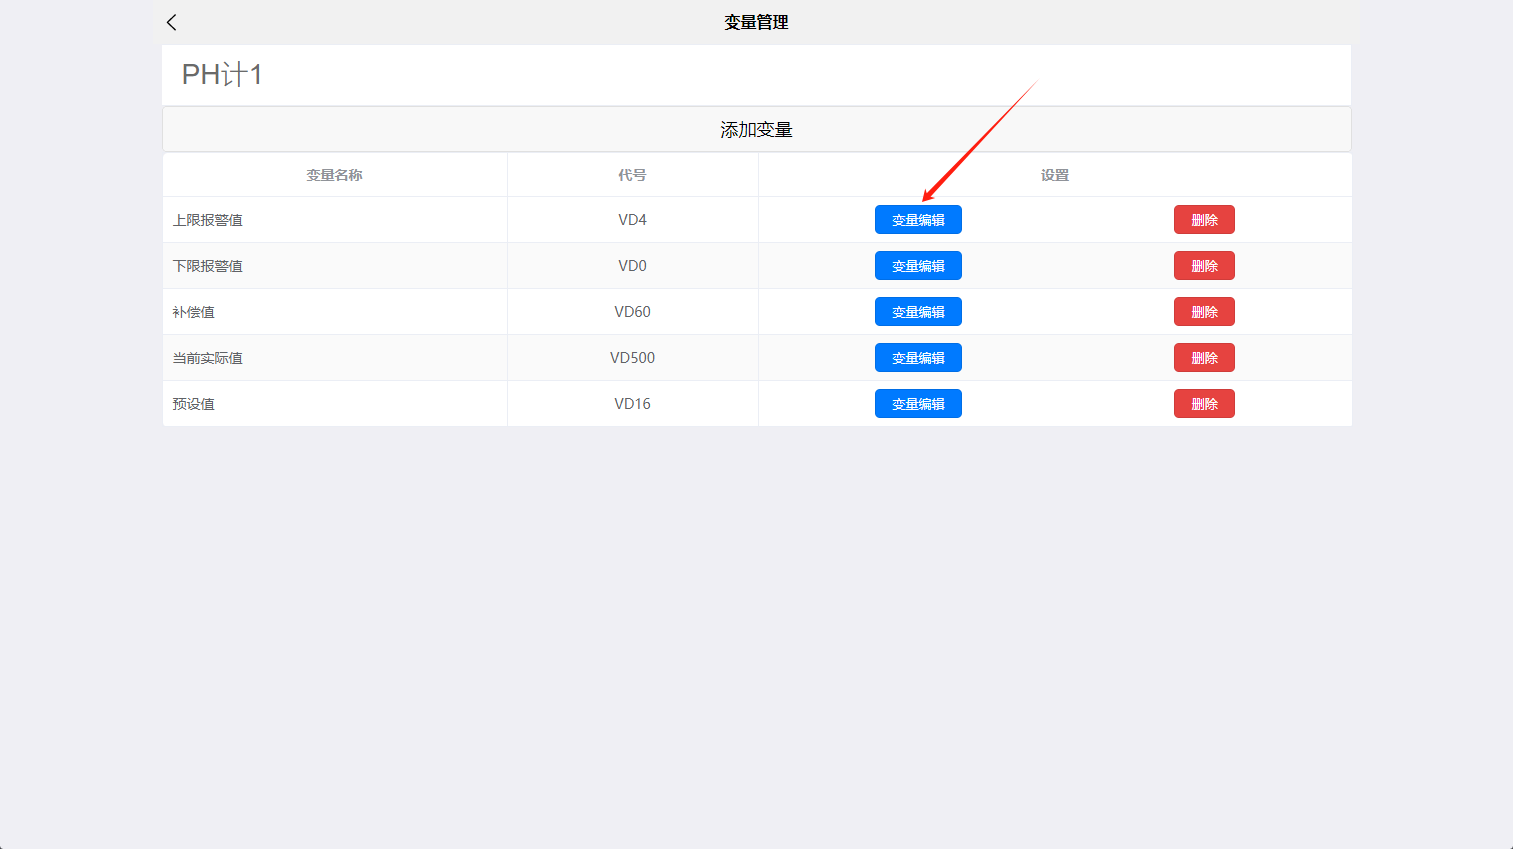 变量管理
PH计1
添加变量
变量名称 代号 设置
上限报警值 VD4 变量编辑 删除
下限报警值 VD0 变量编辑 删除
补偿值 VD60 变量编辑 删除
当前实际值 VD500 变量编辑 删除
预设值 VD16 变量编辑 删除